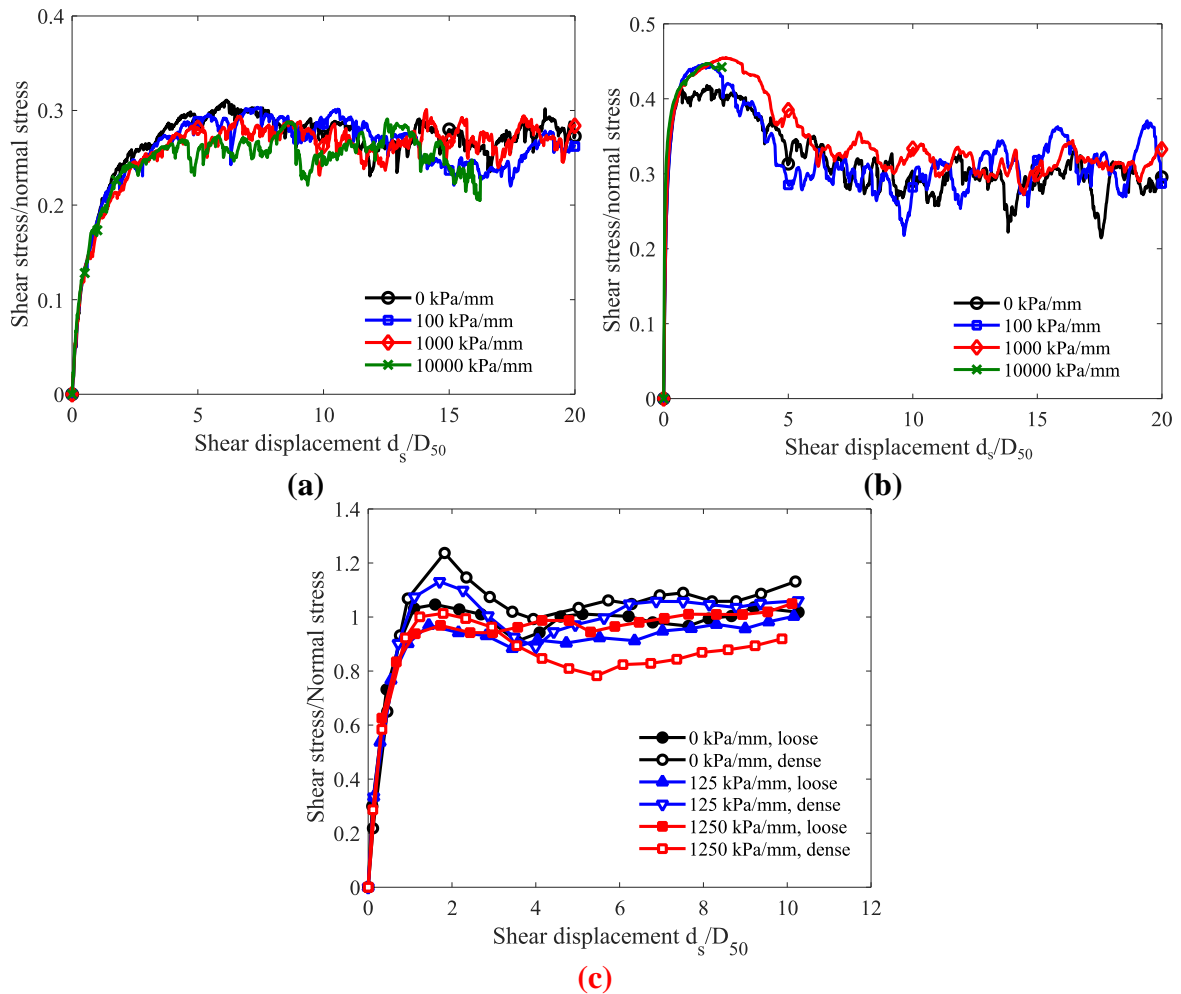 0.4
0.3
0.2
0.1
0
0 5 10 15 20
Shear stress/normal stress
Shear displacement d_s/D_50
0 kPa/mm
100 kPa/mm
1000 kPa/mm
10000 kPa/mm
(a)
0.5
0.4
0.3
0.2
0.1
0
0 5 10 15 20
Shear stress/normal stress
Shear displacement d_s/D_50
0 kPa/mm
100 kPa/mm
1000 kPa/mm
10000 kPa/mm
(b)
1.4
1.2
1
0.8
0.6
0.4
0.2
0
0 2 4 6 8 10 12
Shear stress/Normal stress
Shear displacement d_s/D_50
0 kPa/mm, loose
0 kPa/mm, dense
125 kPa/mm, loose
125 kPa/mm, dense
1250 kPa/mm, loose
1250 kPa/mm, dense
(c)